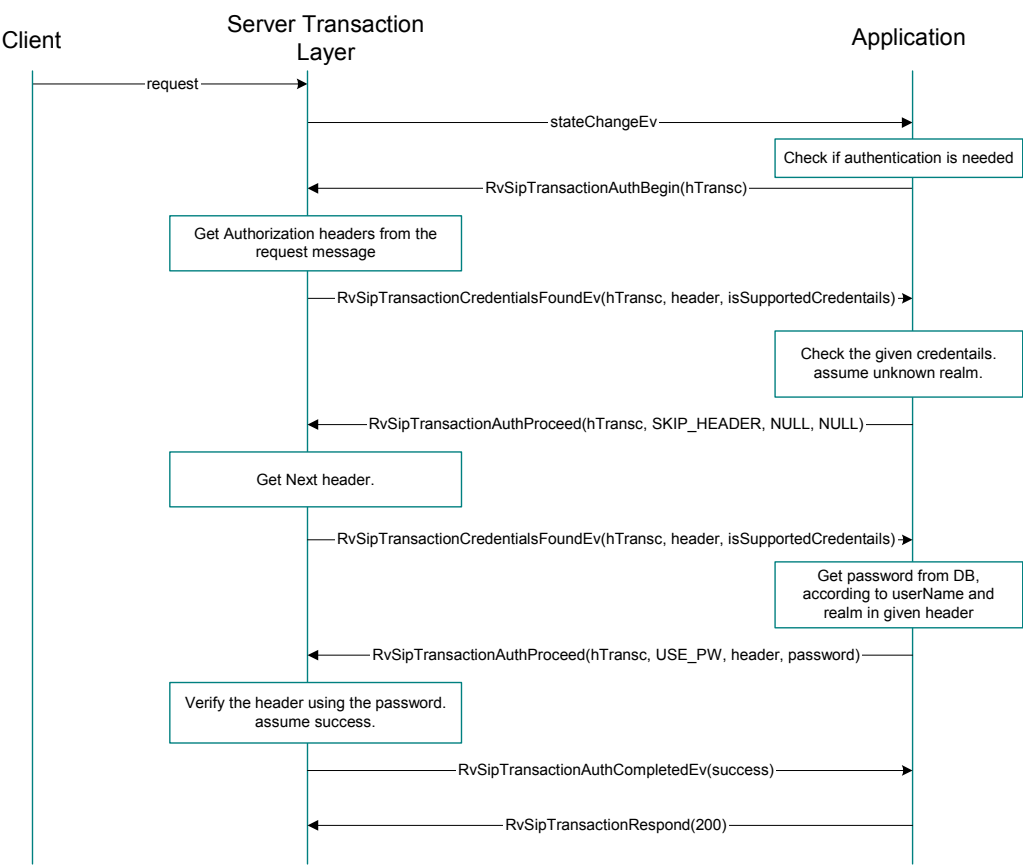 Client
Server Transaction
Layer
Application
request
stateChangeEv
Check if authentication is needed
RvSipTransactionAuthBegin(hTransc)
Get Authorization headers from the
request message
RvSipTransactionCredentialsFoundEv(hTransc, header, isSupportedCredentails)
Check the given credentails.
assume unknown realm.
RvSipTransactionAuthProceed(hTransc, SKIP_HEADER, NULL, NULL)
Get Next header.
RvSipTransactionCredentialsFoundEv(hTransc, header, isSupportedCredentails)
Get password from DB,
according to userName and
realm in given header
RvSipTransactionAuthProceed(hTransc, USE_PW, header, password)
Verify the header using the password.
assume success.
RvSipTransactionAuthCompletedEv(success)
RvSipTransactionRespond(200)